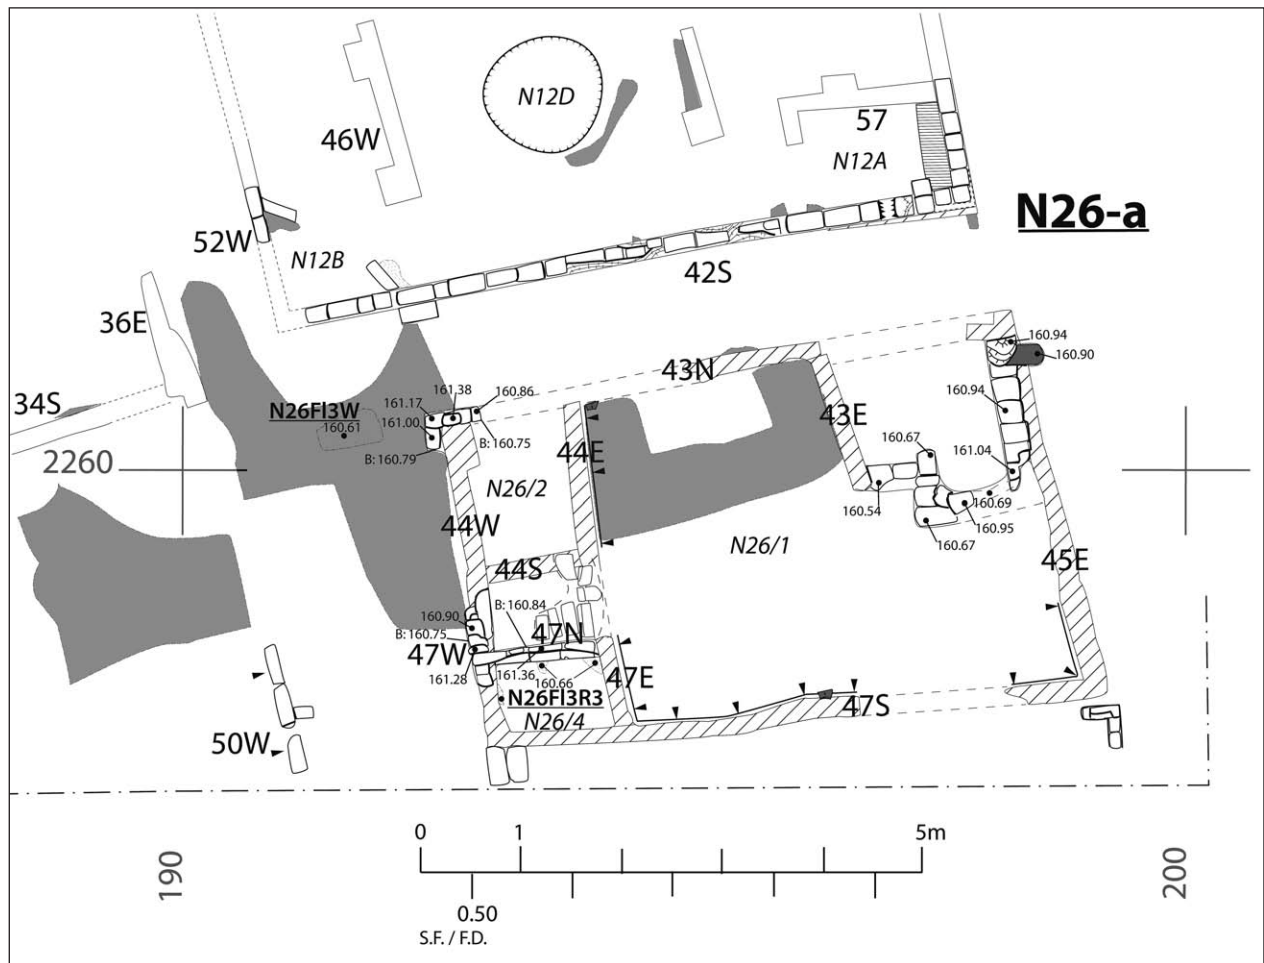 N12D
46W
57
N12A
N26-a
52W
N12B
42S
36E
160.94
160.90
43N
34S
161.38
160.86
161.17
N26Fl3W
160.61
161.00
B: 160.75
B: 160.79
160.94
43E
160.67
161.04
44E
2260
N26/2
160.54
160.69
44W
160.95
160.67
N26/1
45E
44S
B: 160.84
160.90
B: 160.75
47N
47W
161.28
161.36
160.66
47E
N26Fl3R3
N26/4
47S
50W
0
1
5m
190
200
0.50
S.F. / F.D.